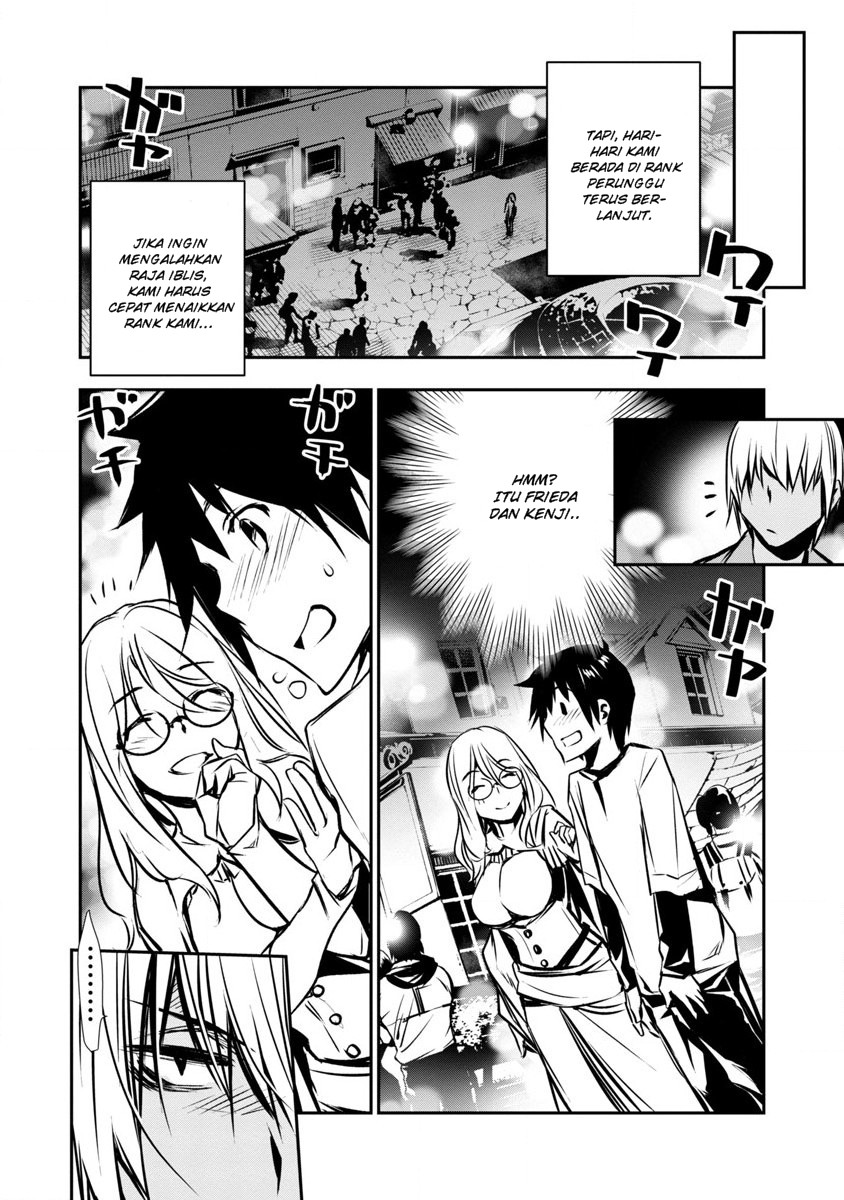 TAPI, HARI-
HARI KAMI
BERADA DI RANK
PERUNGGU
TERUS BER-
LANJUT.
JIKA INGIN
MENGALAHKAN
RAJA IBLIS,
KAMI HARUS
CEPAT MENAIKKAN
RANK KAMI...
ワイ
ワイ
ガヤ
HMM?
ITU FRIEDA
DAN KENJI..
ガヤ
ガチ
ガチ
........